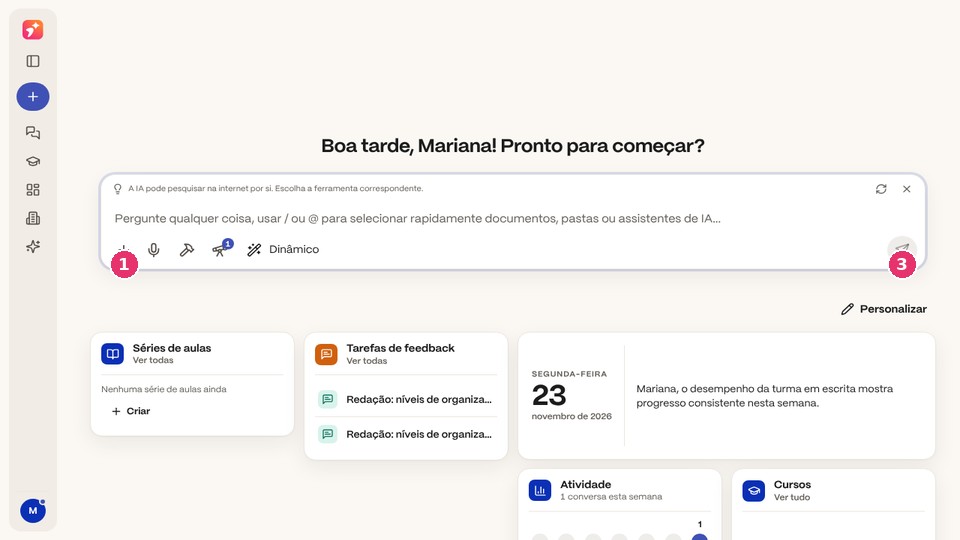 Boa tarde, Mariana! Pronto para começar?
A IA pode pesquisar na internet por si. Escolha a ferramenta correspondente.
Pergunte qualquer coisa, usar / ou @ para selecionar rapidamente documentos, pastas ou assistentes de IA...
1
Dinâmico
1
3
Personalizar
Séries de aulas
Ver todas
Nenhuma série de aulas ainda
Criar
Tarefas de feedback
Ver todas
Redação: níveis de organiza...
Redação: níveis de organiza...
SEGUNDA-FEIRA
23
novembro de 2026
Mariana, o desempenho da turma em escrita mostra
progresso consistente nesta semana.
Atividade
1 conversa esta semana
1
Cursos
Ver tudo
M